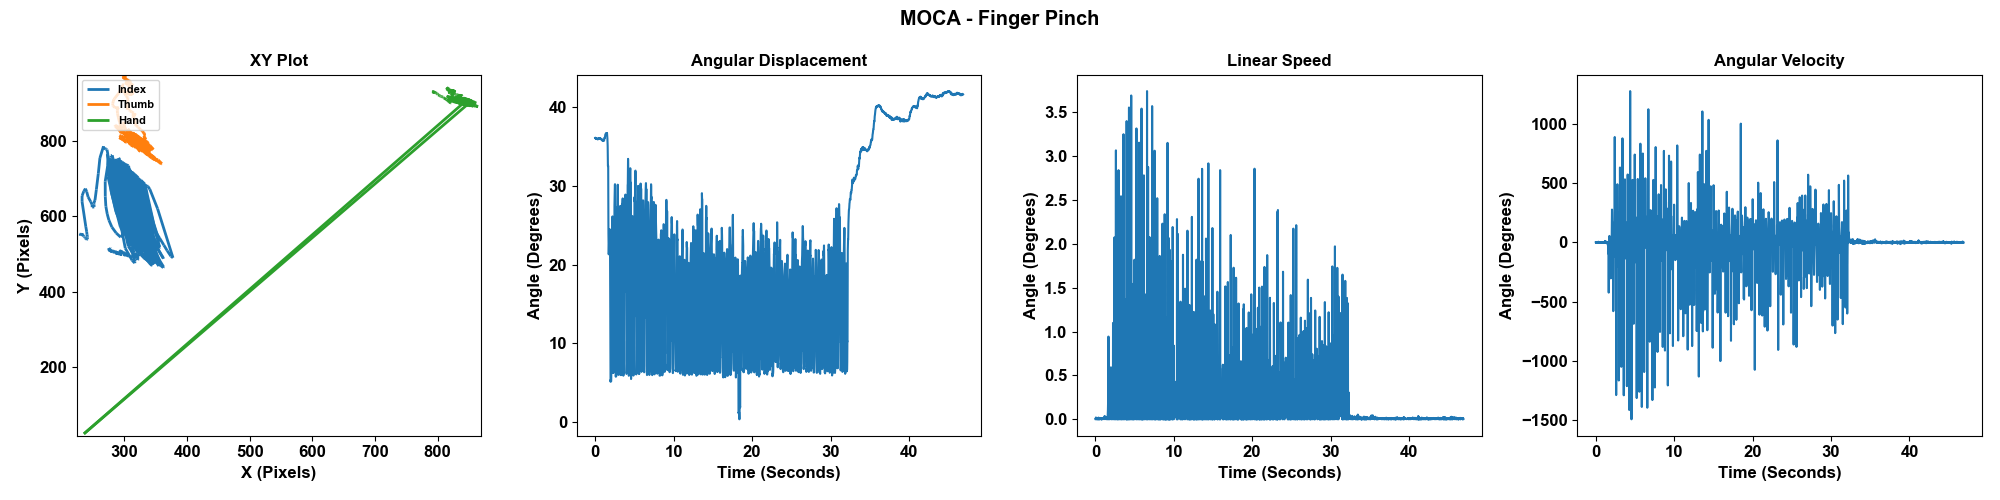 MOCA - Finger Pinch
XY Plot
Index
Thumb
Hand
800
600
400
200
300 400 500 600 700 800
Y (Pixels)
X (Pixels)
Angular Displacement
40
30
20
10
0
0 10 20 30 40
Angle (Degrees)
Time (Seconds)
Linear Speed
3.5
3.0
2.5
2.0
1.5
1.0
0.5
0.0
0 10 20 30 40
Angle (Degrees)
Time (Seconds)
Angular Velocity
1000
500
0
−500
−1000
−1500
0 10 20 30 40
Angle (Degrees)
Time (Seconds)